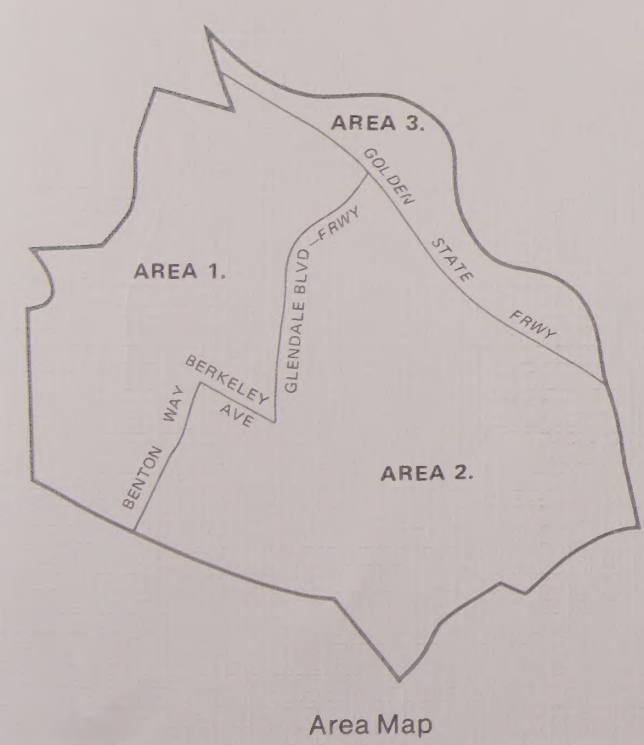 AREA 3.
GOLDEN STATE FRWY
GLENDALE BLVD–FRWY
AREA 1.
BERKELEY AVE
BENTON WAY
AREA 2.
Area Map